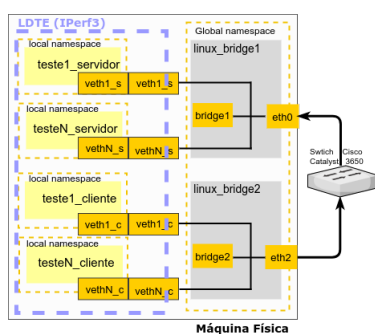 LDTE (IPerf3)
Global namespace
local namespace
linux_bridge1
teste1_servidor
veth1_s
veth1_s
local namespace
bridge1
eth0
testeN_servidor
vethN_s
vethN_s
Swtich Cisco
Catalyst 3650
local namespace
linux_bridge2
teste1_cliente
veth1_c
veth1_c
local namespace
bridge2
eth2
testeN_cliente
vethN_c
vethN_c
Máquina Física